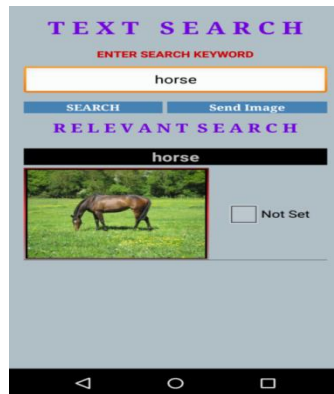 TEXT SEARCH
ENTER SEARCH KEYWORD
horse
SEARCH Send Image
RELEVANT SEARCH
horse
Not Set